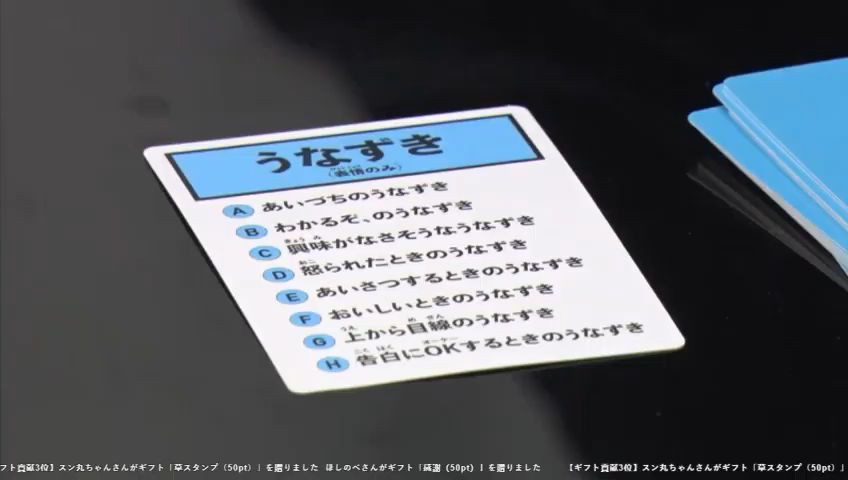 うなずき
(表情のみ)
A あいづちのうなずき
B わかるぞ、のうなずき
C 興味がなさそうなうなずき
D 怒られたときのうなずき
E あいさつするときのうなずき
F おいしいときのうなずき
G 上から目線のうなずき
H 告白にOKするときのうなずき
フト貢献3位】スン丸ちゃんさんがギフト「草スタンプ（50pt）」を贈りました ほしのべさんがギフト「感謝（50pt）」を贈りました 【ギフト貢献3位】スン丸ちゃんさんがギフト「草スタンプ（50pt）」